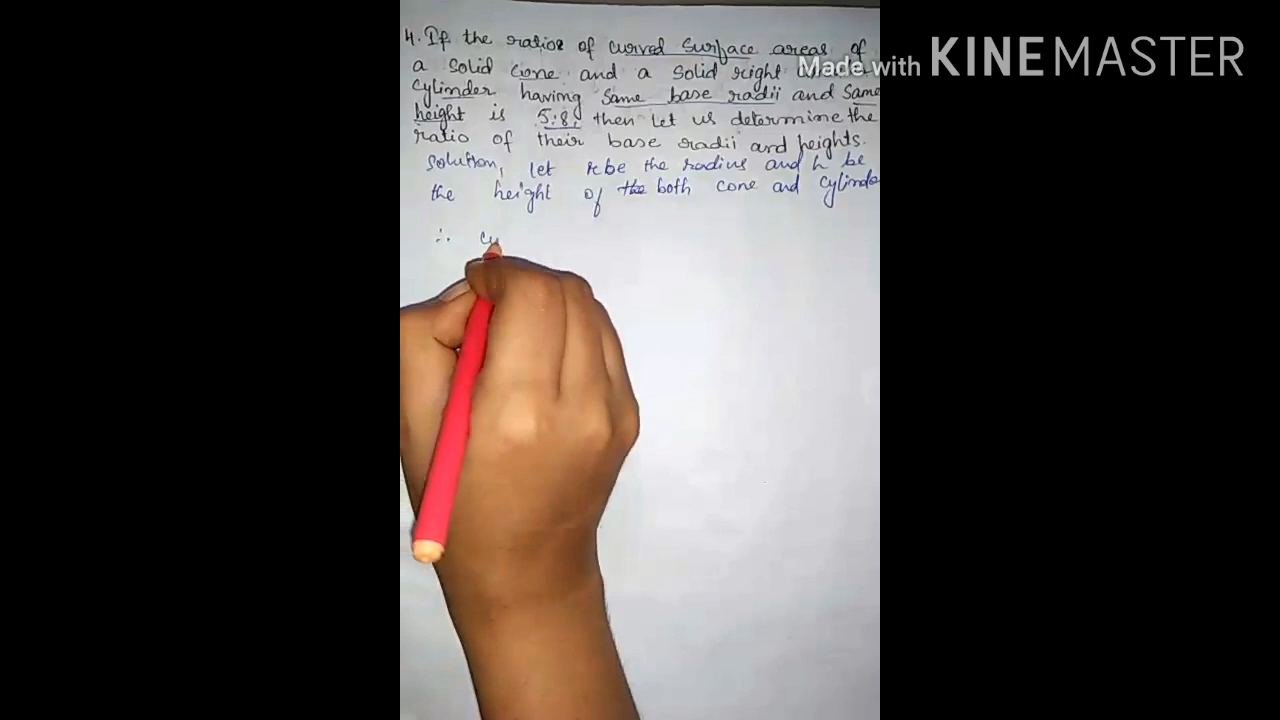 4. If the ratios of curved surface areas of
a solid cone and a solid right
Made with KINEMASTER
cylinder having same base radii and same
height is 5:8, then let us determine the
ratio of their base radii and heights.
Solution, let r be the radius and h be
the height of the both cone and cylinde
∴ cu